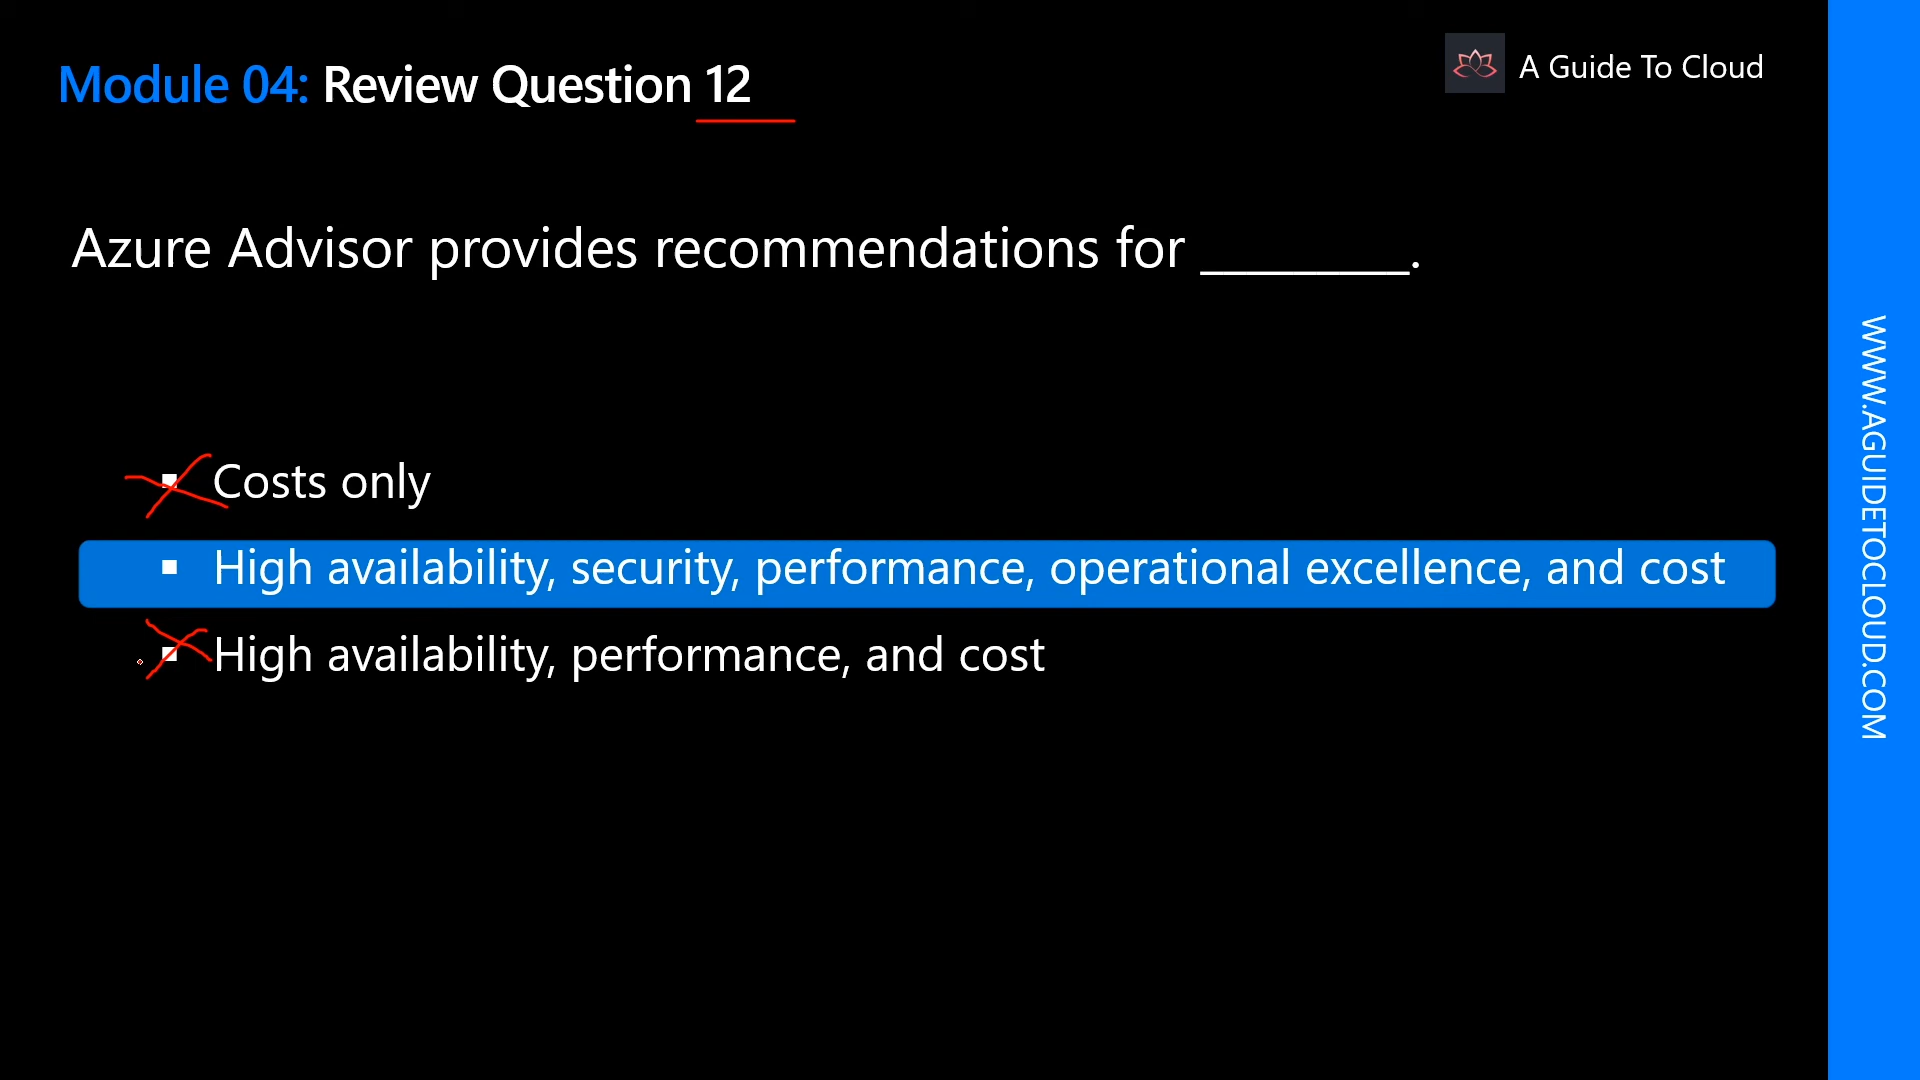 Module 04: Review Question 12
A Guide To Cloud
Azure Advisor provides recommendations for ________.
▪ Costs only
▪ High availability, security, performance, operational excellence, and cost
▪ High availability, performance, and cost
WWW.AGUIDETOCLOUD.COM